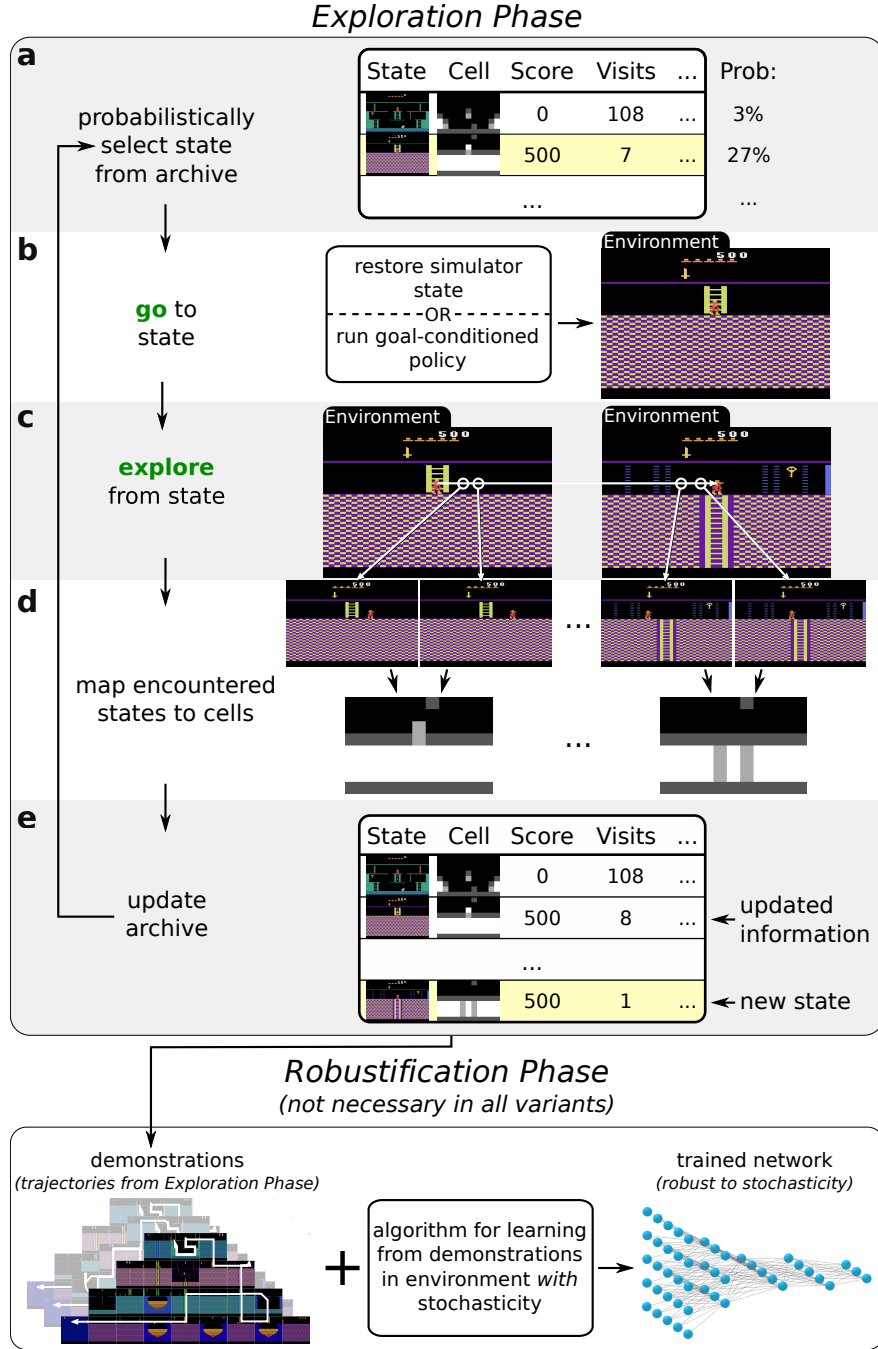 Exploration Phase
a
probabilistically
select state
from archive
State Cell Score Visits ... Prob:
0 108 ... 3%
500 7 ... 27%
... ...
b
go to
state
restore simulator
state
OR
run goal-conditioned
policy
Environment
500
c
explore
from state
Environment
500
Environment
500
d
map encountered
states to cells
500
500
...
500
500
...
e
update
archive
State Cell Score Visits ...
0 108 ...
500 8 ...
updated
information
...
500 1 ...
new state
Robustification Phase
(not necessary in all variants)
demonstrations
(trajectories from Exploration Phase)
+
algorithm for learning
from demonstrations
in environment with
stochasticity
trained network
(robust to stochasticity)